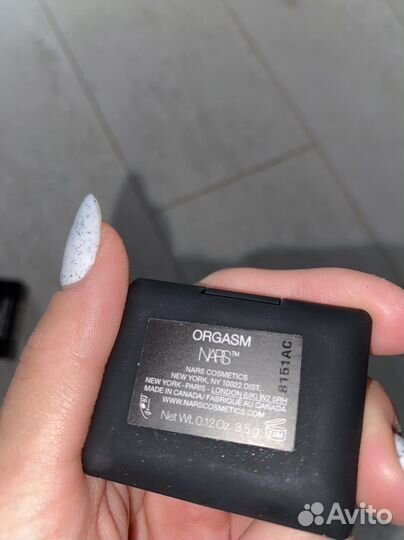 ORGASM
NARS™
NARS COSMETICS
NEW YORK, NY 10022 DIST.
NEW YORK-PARIS - LONDON (UK) W2 5RH
MADE IN CANADA/ FABRIQUÉ AU CANADA
WWW.NARSCOSMETICS.COM
Net Wt. 0.12 Oz. 3.5 g
8151AC
Avito